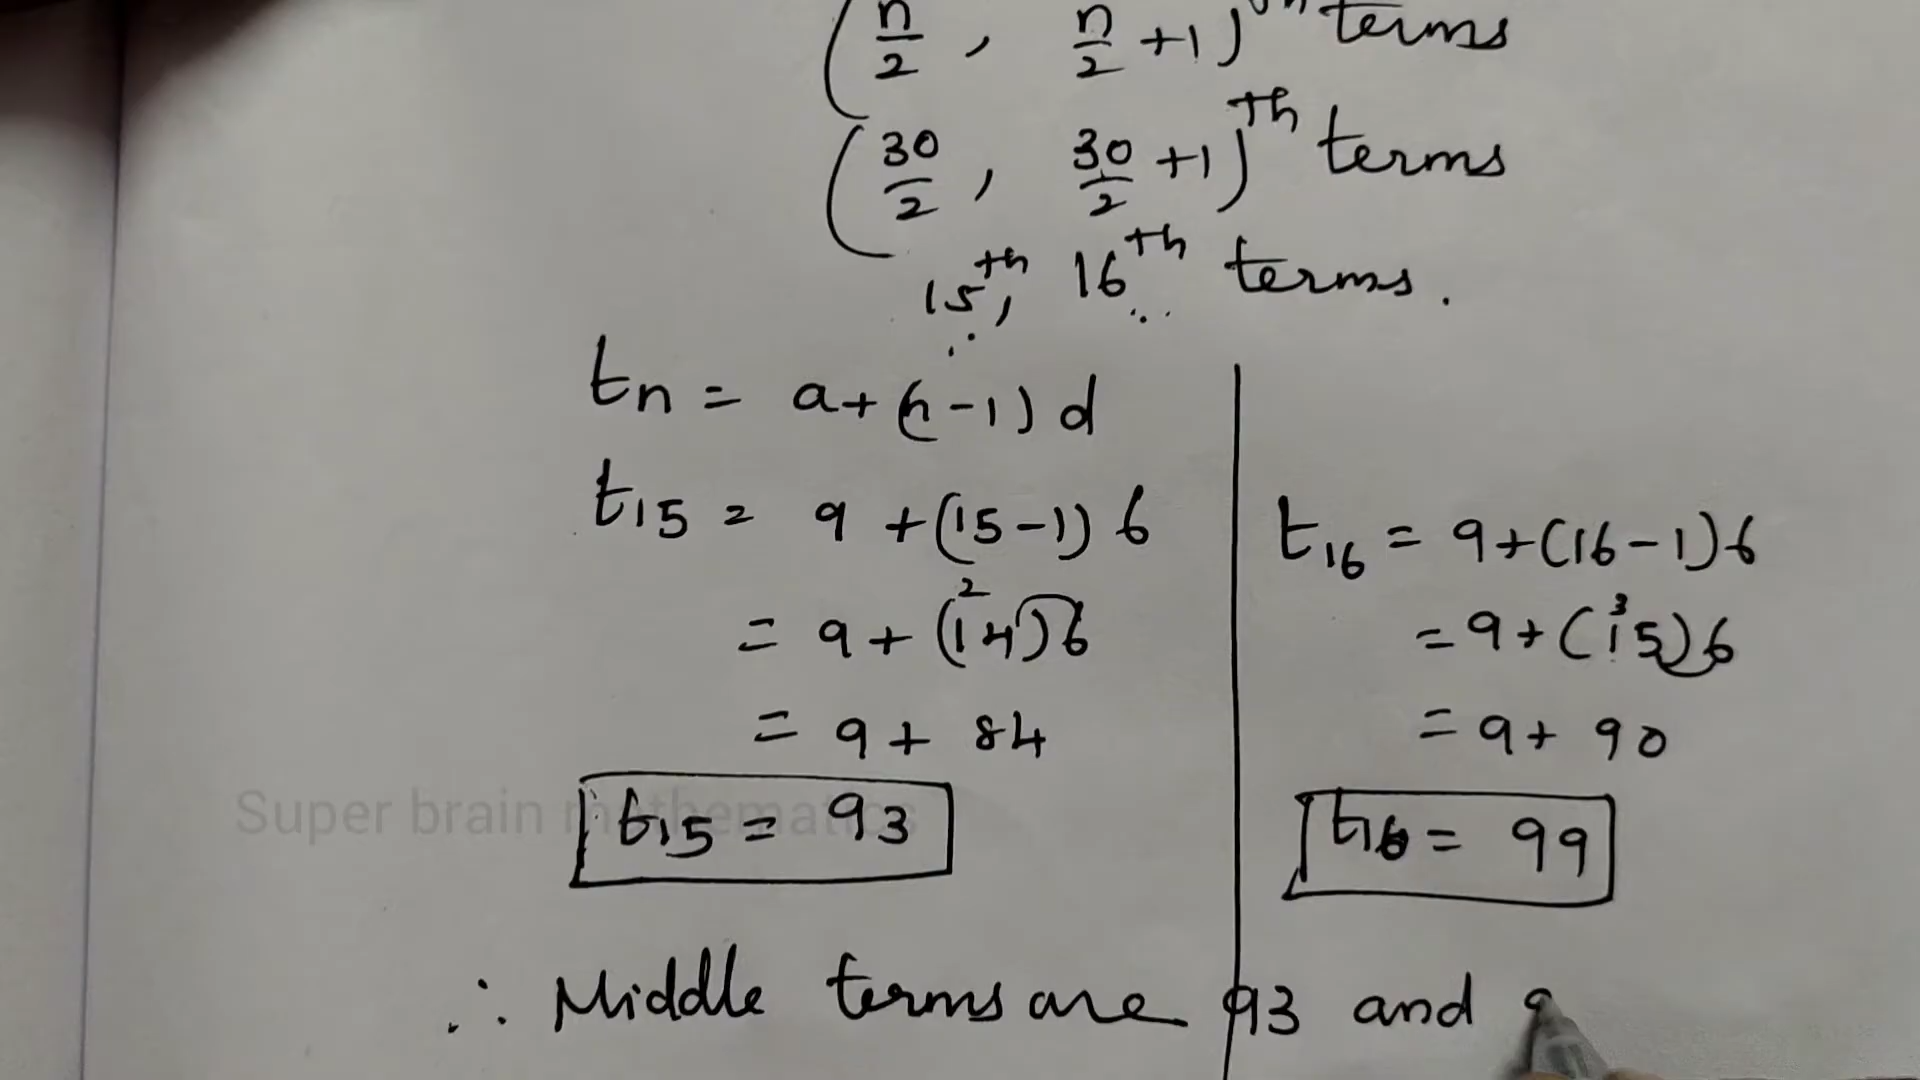 (n/2 , n/2 +1)th terms
(30/2 , 30/2 +1)th terms
15th, 16th terms.
tn = a+(n-1)d
t15 = 9 +(15-1)6
= 9+(14)6
= 9+ 84
t15 = 93
t16 = 9+(16-1)6
= 9+(15)6
= 9+ 90
t16 = 99
Super brain mathematics
∴ Middle terms are 93 and 9